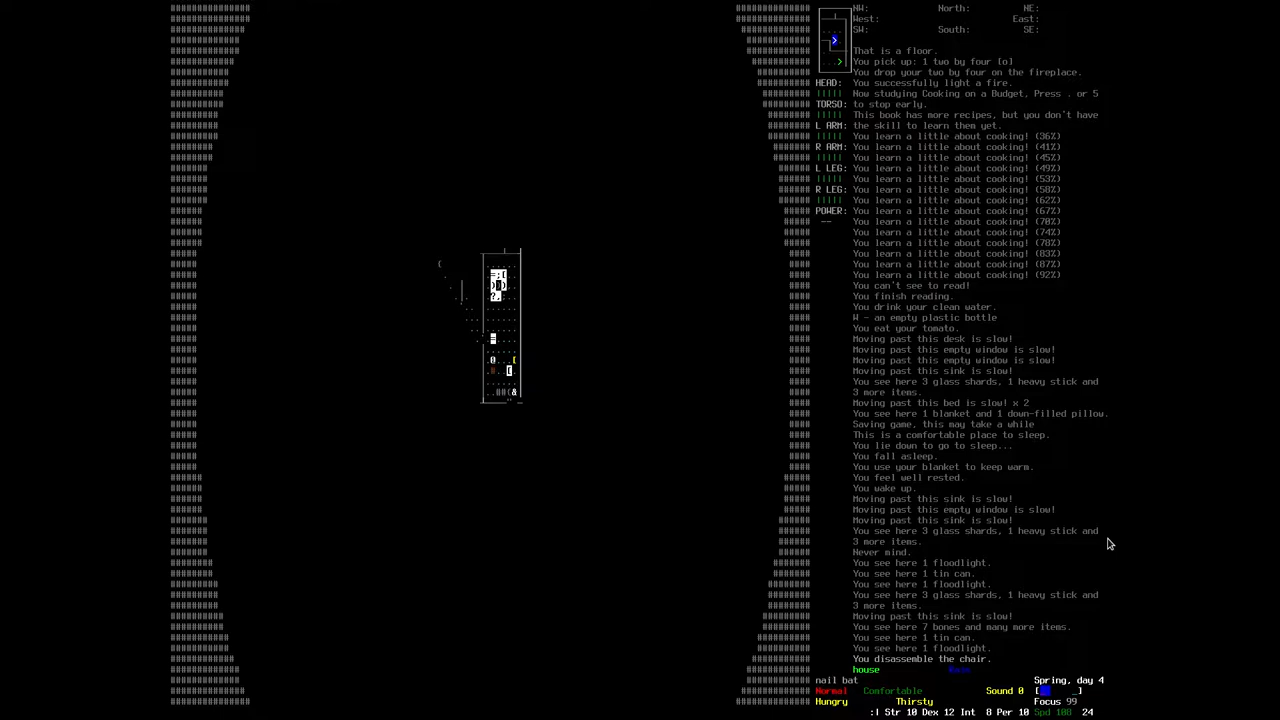 NW: North: NE:
West: East:
SW: South: SE:
That is a floor.
You pick up: 1 two by four [o]
You drop your two by four on the fireplace.
HEAD: You successfully light a fire.
Now studying Cooking on a Budget, Press . or 5
TORSO: to stop early.
This book has more recipes, but you don't have
L ARM: the skill to learn them yet.
You learn a little about cooking! (36%)
R ARM: You learn a little about cooking! (41%)
You learn a little about cooking! (45%)
L LEG: You learn a little about cooking! (49%)
You learn a little about cooking! (53%)
R LEG: You learn a little about cooking! (58%)
You learn a little about cooking! (62%)
POWER: You learn a little about cooking! (67%)
-- You learn a little about cooking! (70%)
You learn a little about cooking! (74%)
You learn a little about cooking! (78%)
You learn a little about cooking! (83%)
You learn a little about cooking! (87%)
You learn a little about cooking! (92%)
You can't see to read!
You finish reading.
You drink your clean water.
W - an empty plastic bottle
You eat your tomato.
Moving past this desk is slow!
Moving past this empty window is slow!
Moving past this empty window is slow!
Moving past this sink is slow!
You see here 3 glass shards, 1 heavy stick and
3 more items.
Moving past this bed is slow! x 2
You see here 1 blanket and 1 down-filled pillow.
Saving game, this may take a while
This is a comfortable place to sleep.
You lie down to go to sleep...
You fall asleep.
You use your blanket to keep warm.
You feel well rested.
You wake up.
Moving past this sink is slow!
Moving past this empty window is slow!
Moving past this sink is slow!
You see here 3 glass shards, 1 heavy stick and
3 more items.
Never mind.
You see here 1 floodlight.
You see here 1 tin can.
You see here 1 floodlight.
You see here 3 glass shards, 1 heavy stick and
3 more items.
Moving past this sink is slow!
You see here 7 bones and many more items.
You see here 1 tin can.
You see here 1 floodlight.
You disassemble the chair.
house
nail bat Spring, day 4
Normal Comfortable Sound 0
Hungry Thirsty Focus 99
:| Str 10 Dex 12 Int 8 Per 10 Spd 108 24